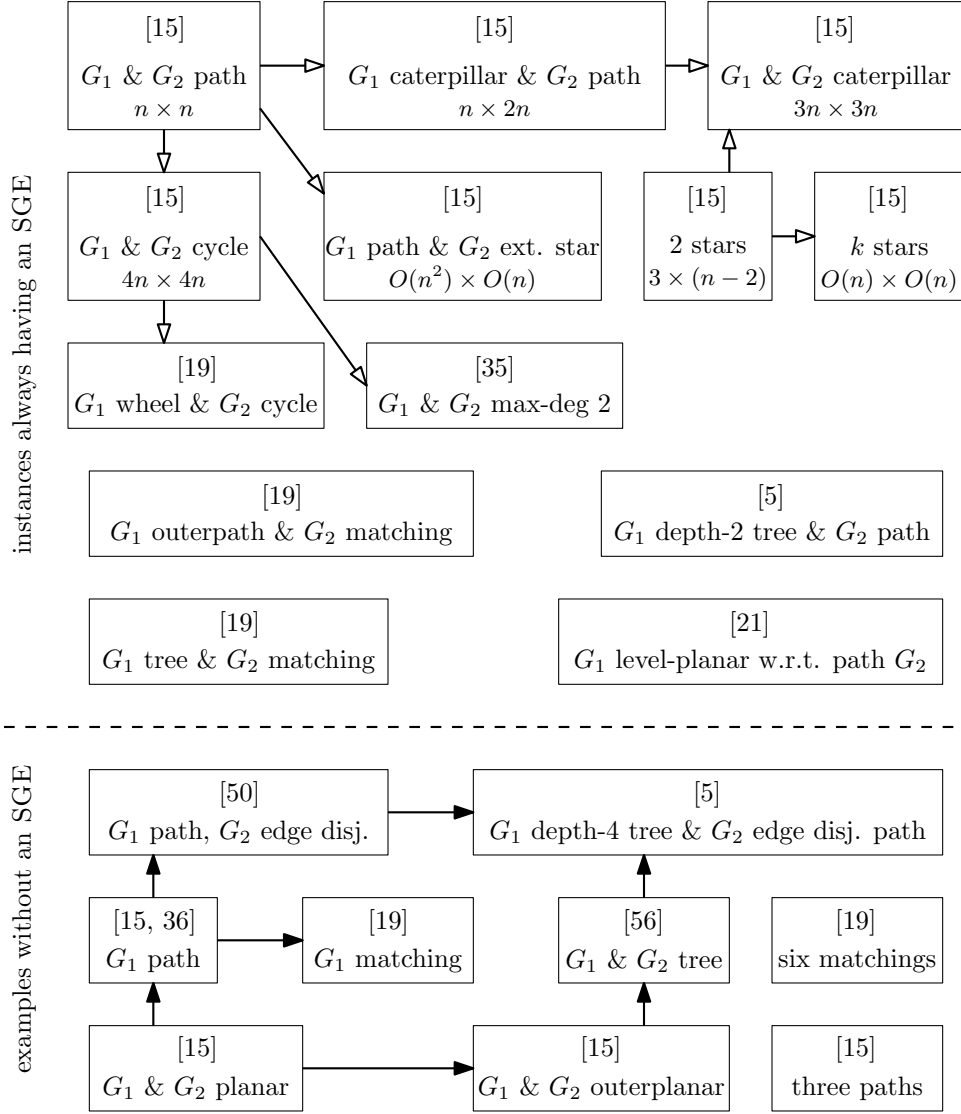 instances always having an SGE
[15]
G₁ & G₂ path
n × n
[15]
G₁ caterpillar & G₂ path
n × 2n
[15]
G₁ & G₂ caterpillar
3n × 3n
[15]
G₁ & G₂ cycle
4n × 4n
[15]
G₁ path & G₂ ext. star
O(n²) × O(n)
[15]
2 stars
3 × (n − 2)
[15]
k stars
O(n) × O(n)
[19]
G₁ wheel & G₂ cycle
[35]
G₁ & G₂ max-deg 2
[19]
G₁ outerpath & G₂ matching
[5]
G₁ depth-2 tree & G₂ path
[19]
G₁ tree & G₂ matching
[21]
G₁ level-planar w.r.t. path G₂
examples without an SGE
[50]
G₁ path, G₂ edge disj.
[5]
G₁ depth-4 tree & G₂ edge disj. path
[15, 36]
G₁ path
[19]
G₁ matching
[56]
G₁ & G₂ tree
[19]
six matchings
[15]
G₁ & G₂ planar
[15]
G₁ & G₂ outerplanar
[15]
three paths